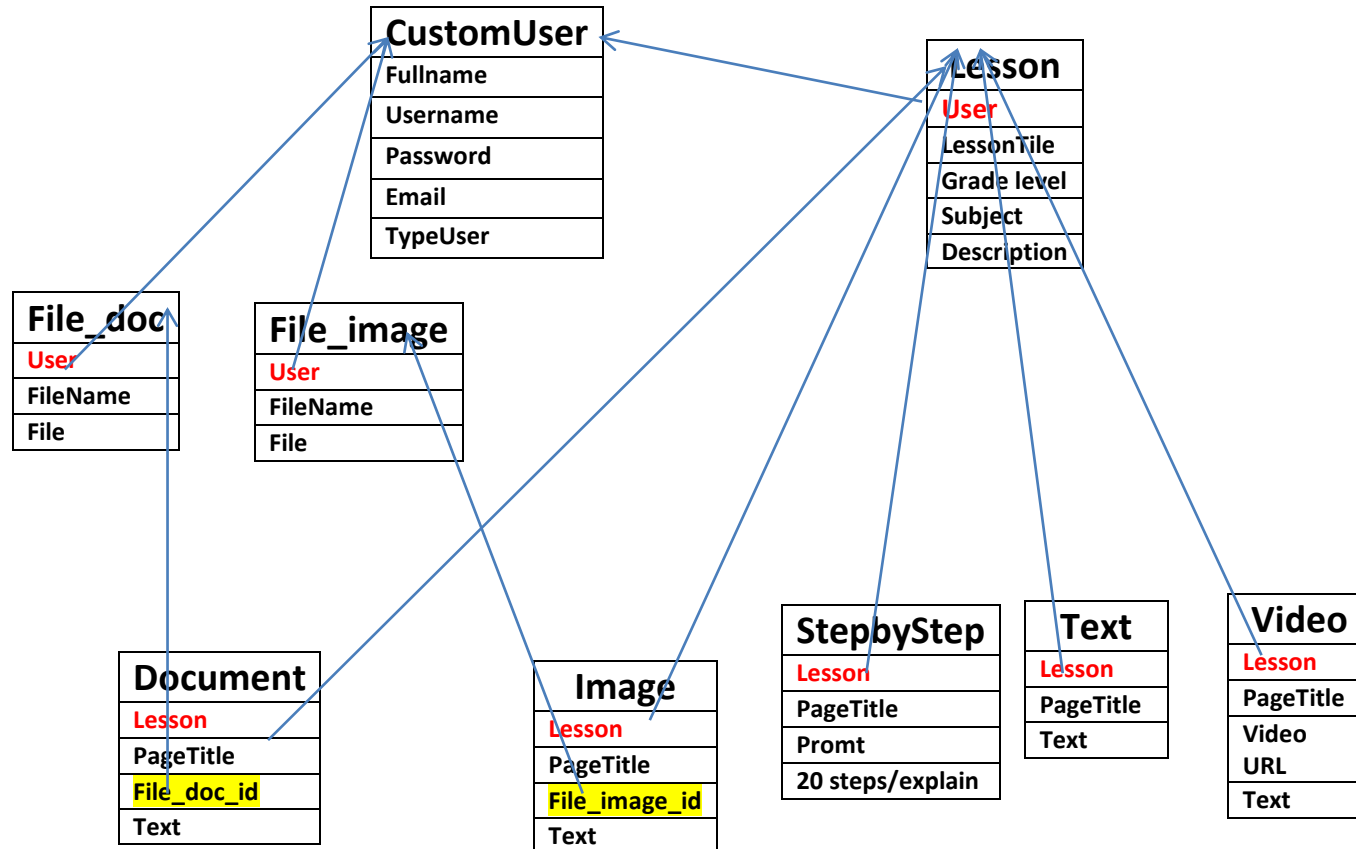 CustomUser
Fullname
Username
Password
Email
TypeUser
Lesson
User
LessonTile
Grade level
Subject
Description
File_doc
User
FileName
File
File_image
User
FileName
File
Document
Lesson
PageTitle
File_doc_id
Text
Image
Lesson
PageTitle
File_image_id
Text
StepbyStep
Lesson
PageTitle
Promt
20 steps/explain
Text
Lesson
PageTitle
Text
Video
Lesson
PageTitle
Video
URL
Text